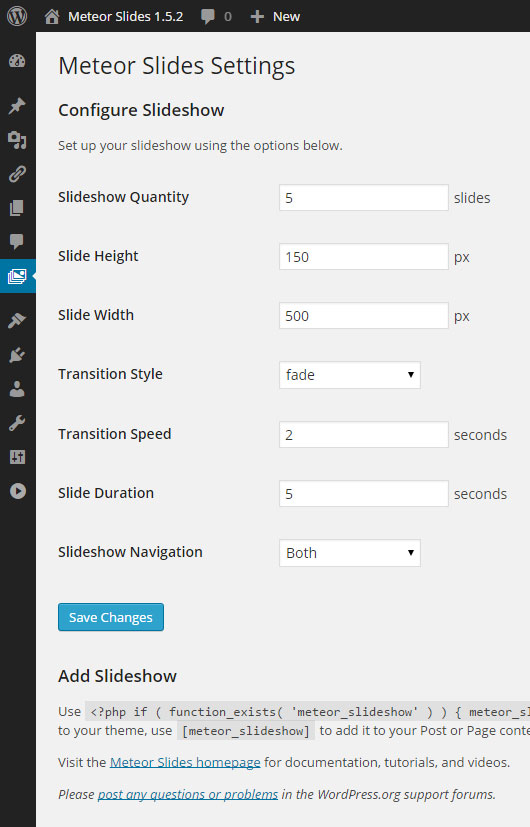 Meteor Slides 1.5.2 0 New
Meteor Slides Settings
Configure Slideshow
Set up your slideshow using the options below.
Slideshow Quantity 5 slides
Slide Height 150 px
Slide Width 500 px
Transition Style fade
Transition Speed 2 seconds
Slide Duration 5 seconds
Slideshow Navigation Both
Save Changes
Add Slideshow
Use <?php if ( function_exists( 'meteor_slideshow' ) ) { meteor_sl
to your theme, use [meteor_slideshow] to add it to your Post or Page conte
Visit the Meteor Slides homepage for documentation, tutorials, and videos.
Please post any questions or problems in the WordPress.org support forums.